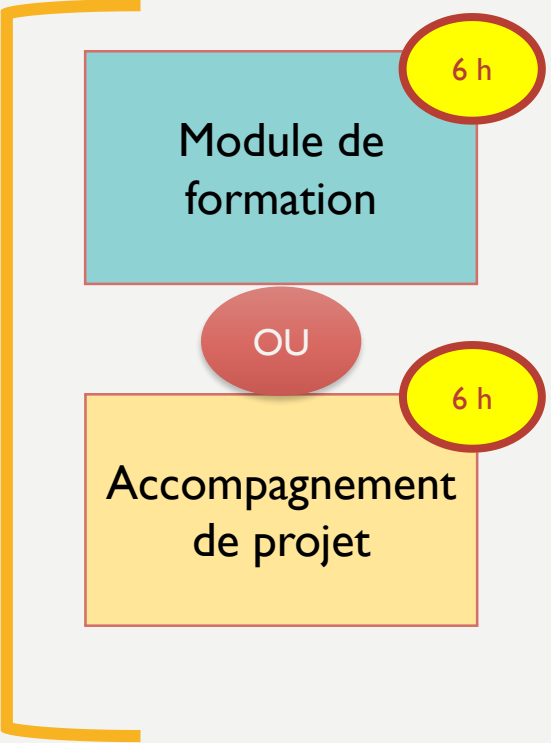 6 h
Module de
formation
OU
6 h
Accompagnement
de projet